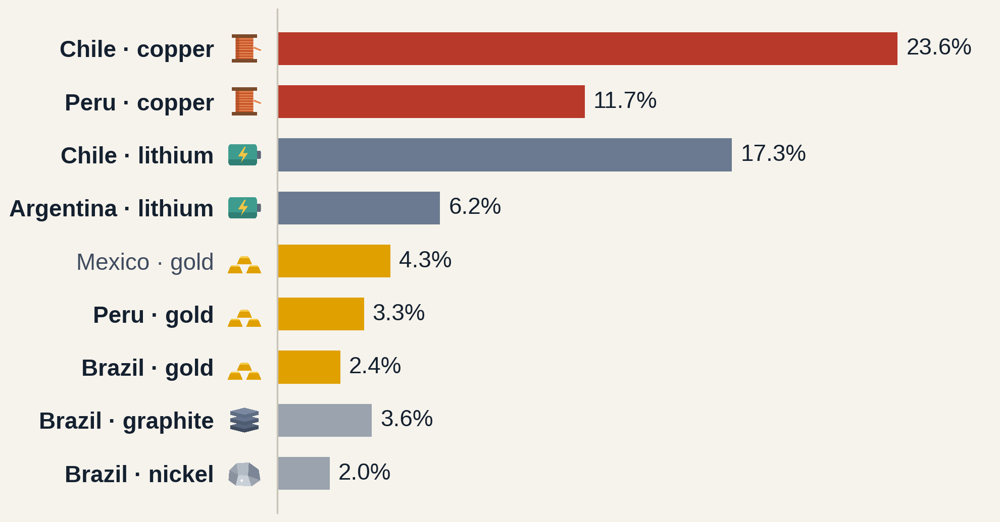 Chile · copper 23.6%
Peru · copper 11.7%
Chile · lithium 17.3%
Argentina · lithium 6.2%
Mexico · gold 4.3%
Peru · gold 3.3%
Brazil · gold 2.4%
Brazil · graphite 3.6%
Brazil · nickel 2.0%